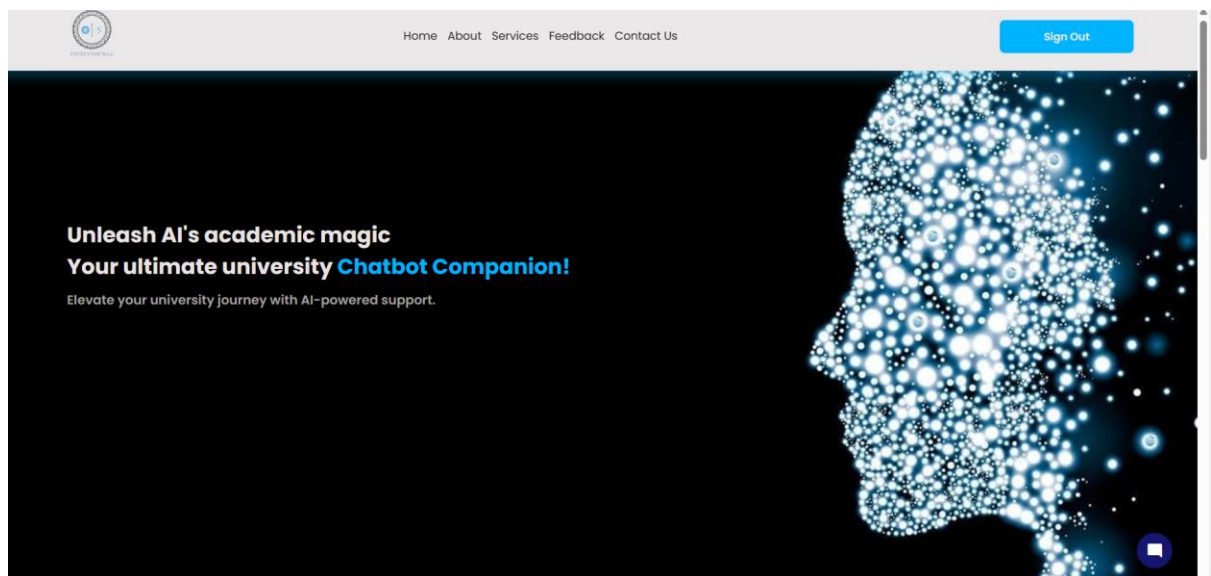 Home About Services Feedback Contact Us
Sign Out
Unleash AI's academic magic
Your ultimate university Chatbot Companion!
Elevate your university journey with AI-powered support.